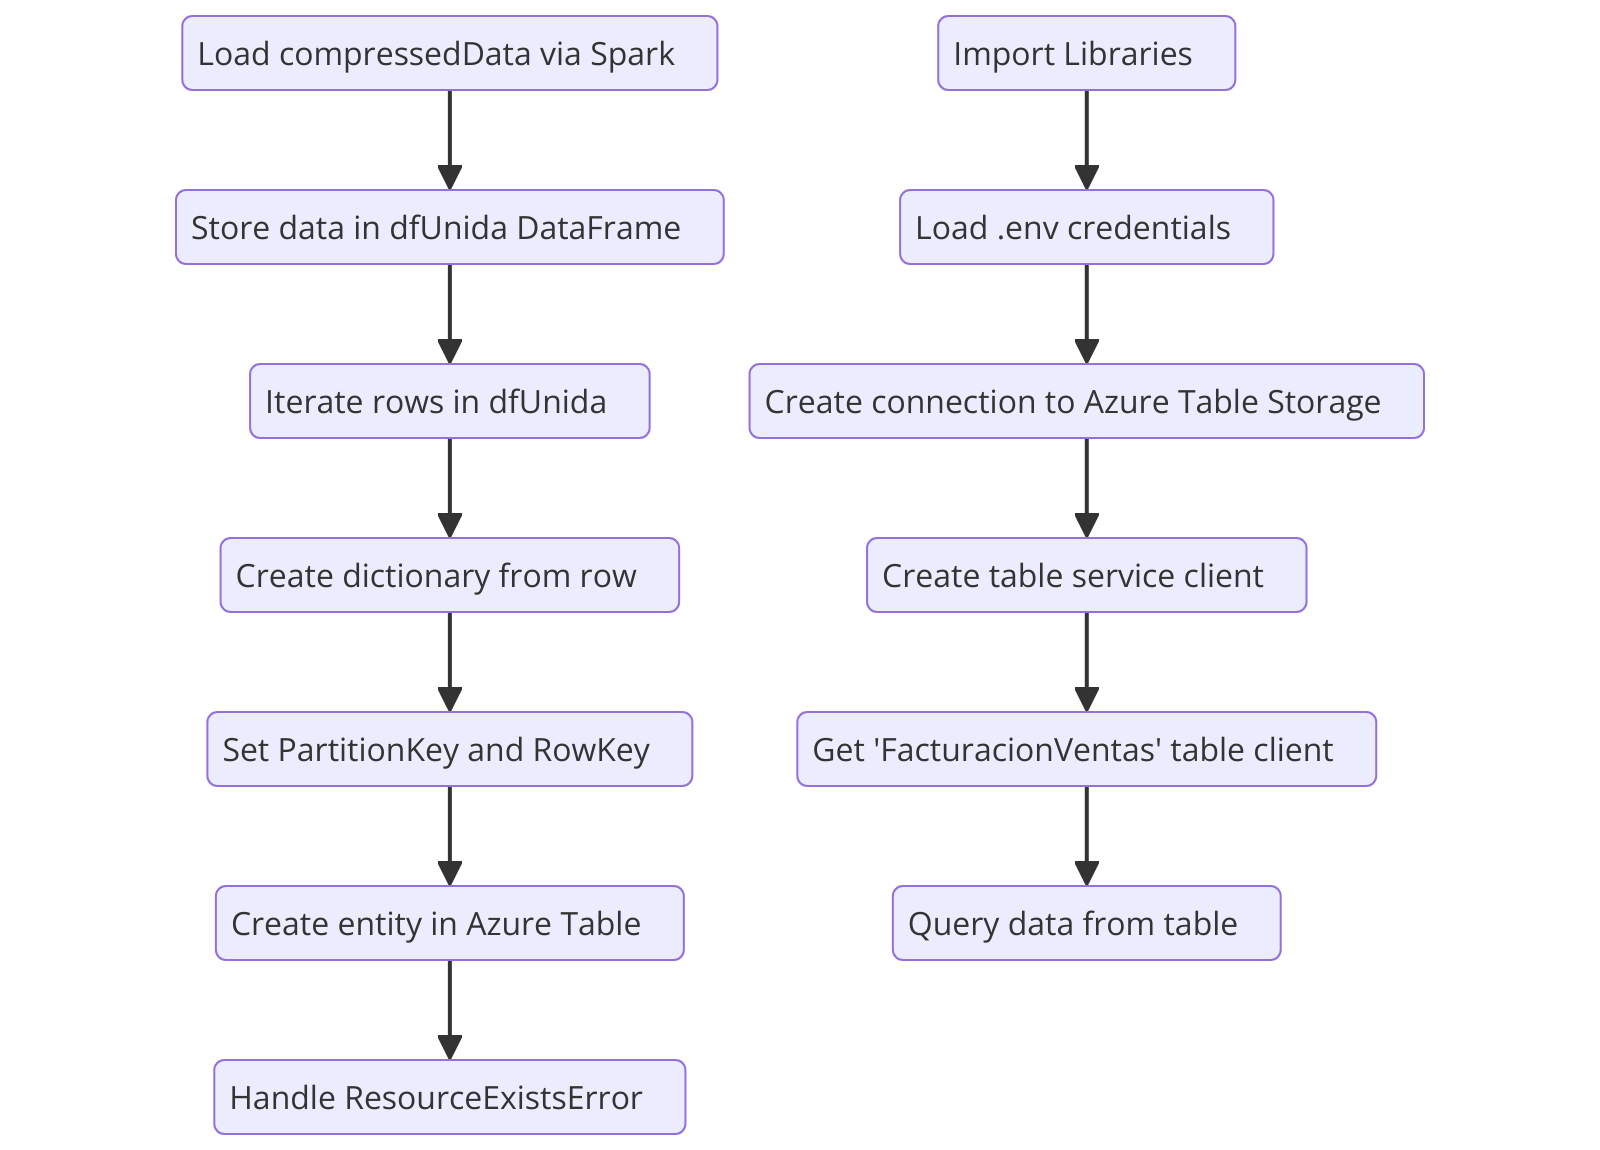 Load compressedData via Spark
Store data in dfUnida DataFrame
Iterate rows in dfUnida
Create dictionary from row
Set PartitionKey and RowKey
Create entity in Azure Table
Handle ResourceExistsError
Import Libraries
Load .env credentials
Create connection to Azure Table Storage
Create table service client
Get 'FacturacionVentas' table client
Query data from table